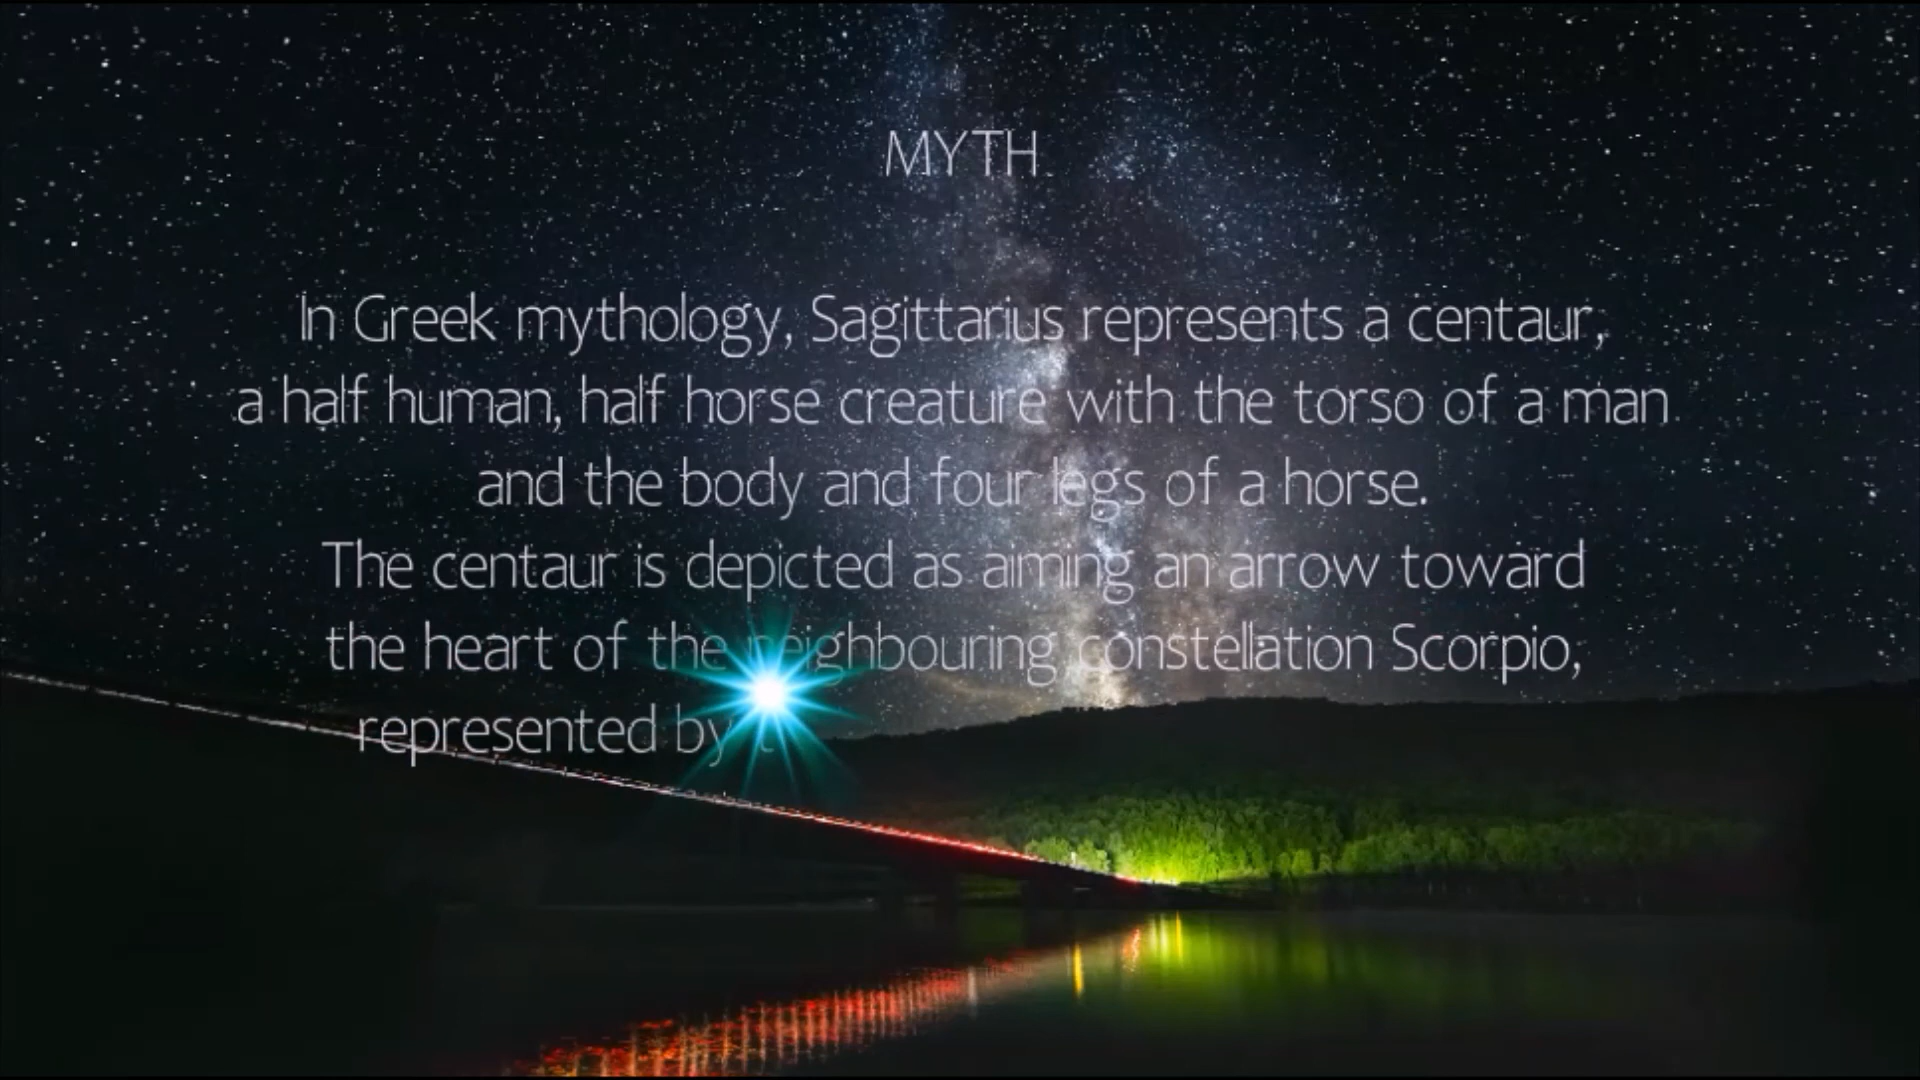 MYTH
In Greek mythology, Sagittarius represents a centaur,
a half human, half horse creature with the torso of a man
and the body and four legs of a horse.
The centaur is depicted as aiming an arrow toward
the heart of the neighbouring constellation Scorpio,
represented by